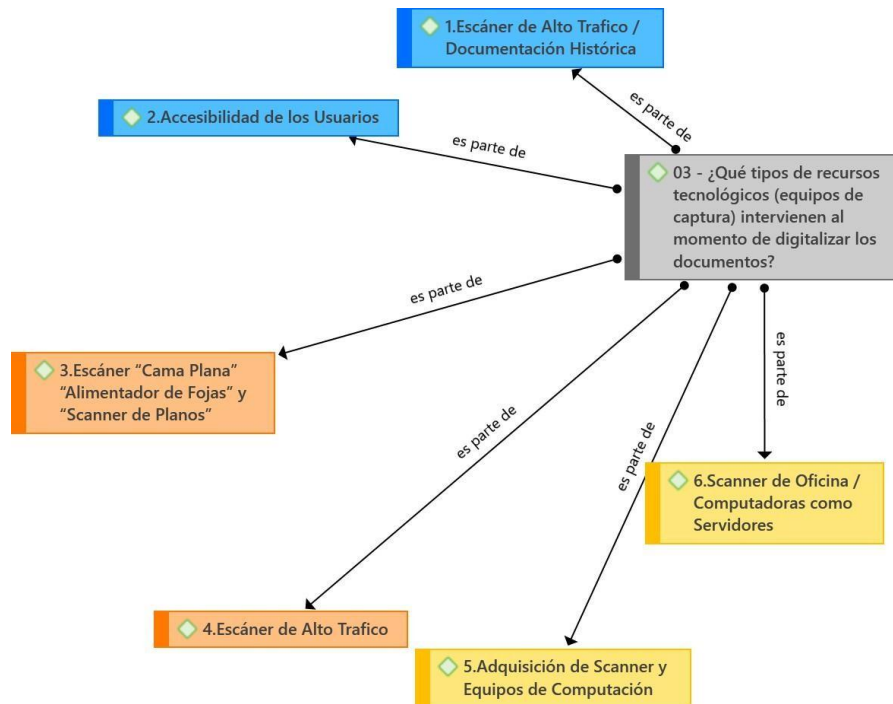 1.Escáner de Alto Trafico /
Documentación Histórica
es parte de
2.Accesibilidad de los Usuarios
es parte de
03 - ¿Qué tipos de recursos
tecnológicos (equipos de
captura) intervienen al
momento de digitalizar los
documentos?
es parte de
3.Escáner “Cama Plana”
“Alimentador de Fojas” y
“Scanner de Planos”
es parte de
es parte de
es parte de
6.Scanner de Oficina /
Computadoras como
Servidores
4.Escáner de Alto Trafico
5.Adquisición de Scanner y
Equipos de Computación